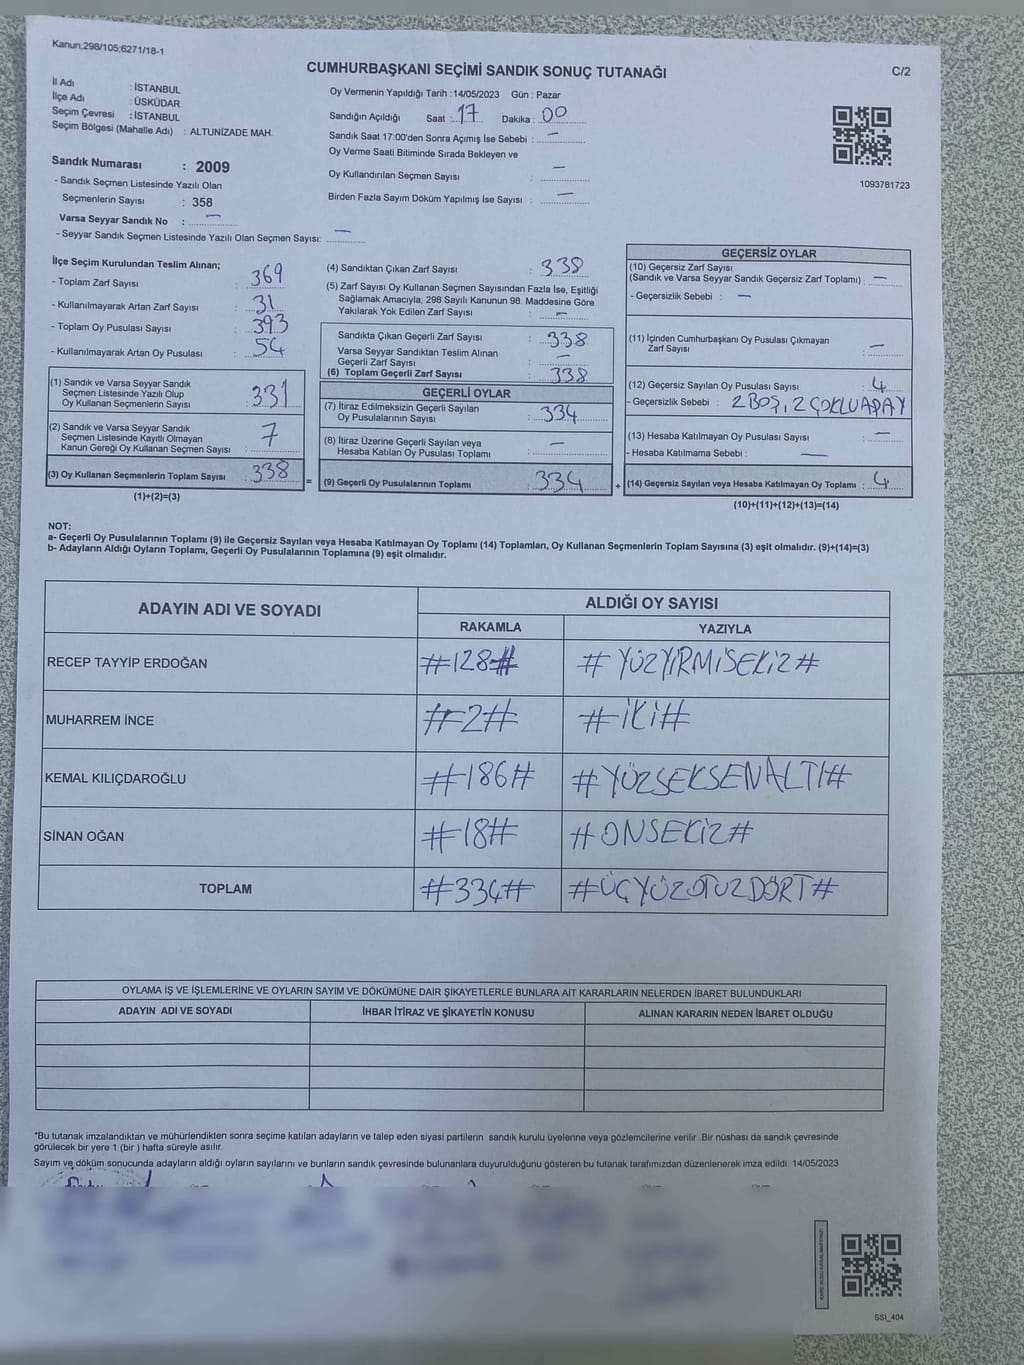 Kanun;298/105;6271/18-1
CUMHURBAŞKANI SEÇİMİ SANDIK SONUÇ TUTANAĞI
C/2
İl Adı : İSTANBUL
İlçe Adı : ÜSKÜDAR
Seçim Çevresi : İSTANBUL
Seçim Bölgesi (Mahalle Adı) : ALTUNİZADE MAH.
Oy Vermenin Yapıldığı Tarih : 14/05/2023 Gün : Pazar
Sandığın Açıldığı Saat : 17 Dakika : 00
Sandık Saat 17:00'den Sonra Açımış İse Sebebi : —
Oy Verme Saati Bitiminde Sırada Bekleyen ve
Oy Kullandırılan Seçmen Sayısı : —
Birden Fazla Sayım Döküm Yapılmış İse Sayısı : —
1093781723
Sandık Numarası : 2009
- Sandık Seçmen Listesinde Yazılı Olan
Seçmenlerin Sayısı : 358
Varsa Seyyar Sandık No : —
- Seyyar Sandık Seçmen Listesinde Yazılı Olan Seçmen Sayısı: —
İlçe Seçim Kurulundan Teslim Alınan;
- Toplam Zarf Sayısı : 369
- Kullanılmayarak Artan Zarf Sayısı : 31
- Toplam Oy Pusulası Sayısı : 393
- Kullanılmayarak Artan Oy Pusulası : 54
(1) Sandık ve Varsa Seyyar Sandık
Seçmen Listesinde Yazılı Olup
Oy Kullanan Seçmenlerin Sayısı : 331
(2) Sandık ve Varsa Seyyar Sandık
Seçmen Listesinde Kayıtlı Olmayan
Kanun Gereği Oy Kullanan Seçmen Sayısı : 7
(3) Oy Kullanan Seçmenlerin Toplam Sayısı : 338
(1)+(2)=(3)
=
(4) Sandıktan Çıkan Zarf Sayısı : 338
(5) Zarf Sayısı Oy Kullanan Seçmen Sayısından Fazla İse, Eşitliği
Sağlamak Amacıyla, 298 Sayılı Kanunun 98. Maddesine Göre
Yakılarak Yok Edilen Zarf Sayısı : —
Sandıkta Çıkan Geçerli Zarf Sayısı : 338
Varsa Seyyar Sandıktan Teslim Alınan
Geçerli Zarf Sayısı : —
(6) Toplam Geçerli Zarf Sayısı : 338
GEÇERLİ OYLAR
(7) İtiraz Edilmeksizin Geçerli Sayılan
Oy Pusulalarının Sayısı : 334
(8) İtiraz Üzerine Geçerli Sayılan veya
Hesaba Katılan Oy Pusulası Toplamı : —
(9) Geçerli Oy Pusulalarının Toplamı : 334
+
GEÇERSİZ OYLAR
(10) Geçersiz Zarf Sayısı
(Sandık ve Varsa Seyyar Sandık Geçersiz Zarf Toplamı) : —
- Geçersizlik Sebebi : —
(11) İçinden Cumhurbaşkanı Oy Pusulası Çıkmayan
Zarf Sayısı : —
(12) Geçersiz Sayılan Oy Pusulası Sayısı : 4
- Geçersizlik Sebebi : 2 BOŞ, 2 ÇOKLU APAY
(13) Hesaba Katılmayan Oy Pusulası Sayısı : —
- Hesaba Katılmama Sebebi : —
(14) Geçersiz Sayılan veya Hesaba Katılmayan Oy Toplamı : 4
(10)+(11)+(12)+(13)=(14)
NOT:
a- Geçerli Oy Pusulalarının Toplamı (9) ile Geçersiz Sayılan veya Hesaba Katılmayan Oy Toplamı (14) Toplamları, Oy Kullanan Seçmenlerin Toplam Sayısına (3) eşit olmalıdır. (9)+(14)=(3)
b- Adayların Aldığı Oyların Toplamı, Geçerli Oy Pusulalarının Toplamına (9) eşit olmalıdır.
ADAYIN ADI VE SOYADI
ALDIĞI OY SAYISI
RAKAMLA YAZIYLA
RECEP TAYYİP ERDOĞAN #128# #YÜZYİRMİSEKİZ#
MUHARREM İNCE #2# #İKİ#
KEMAL KILIÇDAROĞLU #186# #YÜZSEKSENALTI#
SİNAN OĞAN #18# #ONSEKİZ#
TOPLAM #334# #ÜÇYÜZOTUZDÖRT#
OYLAMA İŞ VE İŞLEMLERİNE VE OYLARIN SAYIM VE DÖKÜMÜNE DAİR ŞİKAYETLERLE BUNLARA AİT KARARLARIN NELERDEN İBARET BULUNDUKLARI
ADAYIN ADI VE SOYADI İHBAR İTİRAZ VE ŞİKAYETİN KONUSU ALINAN KARARIN NEDEN İBARET OLDUĞU
*Bu tutanak imzalandıktan ve mühürlendikten sonra seçime katılan adayların ve talep eden siyasi partilerin sandık kurulu üyelerine veya gözlemcilerine verilir. Bir nüshası da sandık çevresinde
görülecek bir yere 1 (bir ) hafta süreyle asılır.
Sayım ve döküm sonucunda adayların aldığı oyların sayılarını ve bunların sandık çevresinde bulunanlara duyurulduğunu gösteren bu tutanak tarafımızdan düzenlenerek imza edildi. 14/05/2023
SSİ_404